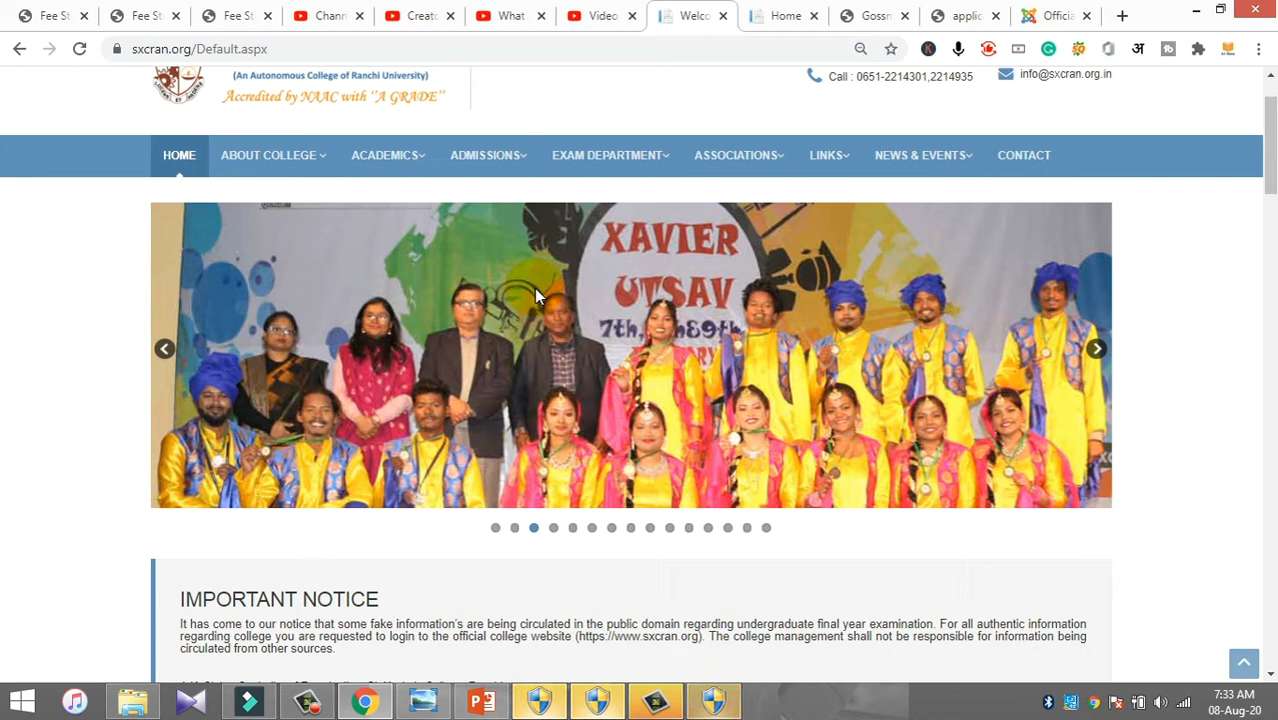 Fee St
Fee St
Fee St
Chann
Creato
What
Video
Welco
Home
Gossn
applic
Officia
sxcran.org/Default.aspx
(An Autonomous College of Ranchi University)
Accredited by NAAC with "A GRADE"
Call : 0651-2214301,2214935
info@sxcran.org.in
HOME
ABOUT COLLEGE
ACADEMICS
ADMISSIONS
EXAM DEPARTMENT
ASSOCIATIONS
LINKS
NEWS & EVENTS
CONTACT
XAVIER
UTSAV
IMPORTANT NOTICE
It has come to our notice that some fake information's are being circulated in the public domain regarding undergraduate final year examination. For all authentic information
regarding college you are requested to login to the official college website (https://www.sxcran.org). The college management shall not be responsible for information being
circulated from other sources.
7:33 AM
08-Aug-20